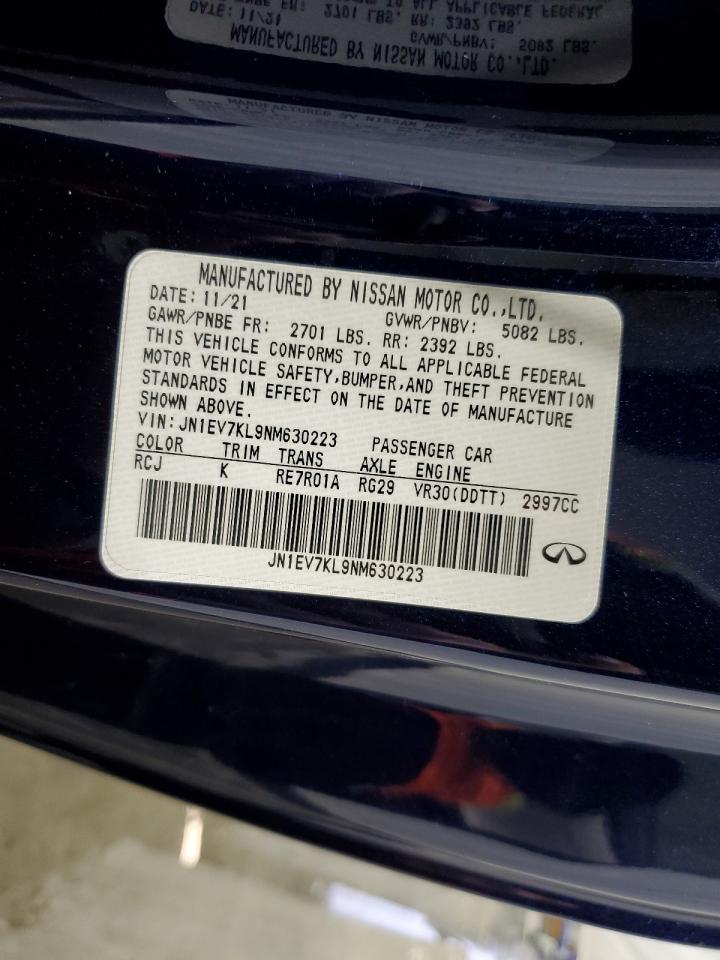 MANUFACTURED BY NISSAN MOTOR CO.,LTD.
DATE: 11/21 GVWR/PNBV: 5082 LBS.
GAWR/PNBE FR: 2701 LBS. RR: 2392 LBS.
THIS VEHICLE CONFORMS TO ALL APPLICABLE FEDERAL
MOTOR VEHICLE SAFETY,BUMPER,AND THEFT PREVENTION
STANDARDS IN EFFECT ON THE DATE OF MANUFACTURE
SHOWN ABOVE.
VIN:JN1EV7KL9NM630223 PASSENGER CAR
COLOR TRIM TRANS AXLE ENGINE
RCJ K RE7R01A RG29 VR30(DDTT) 2997CC
JN1EV7KL9NM630223